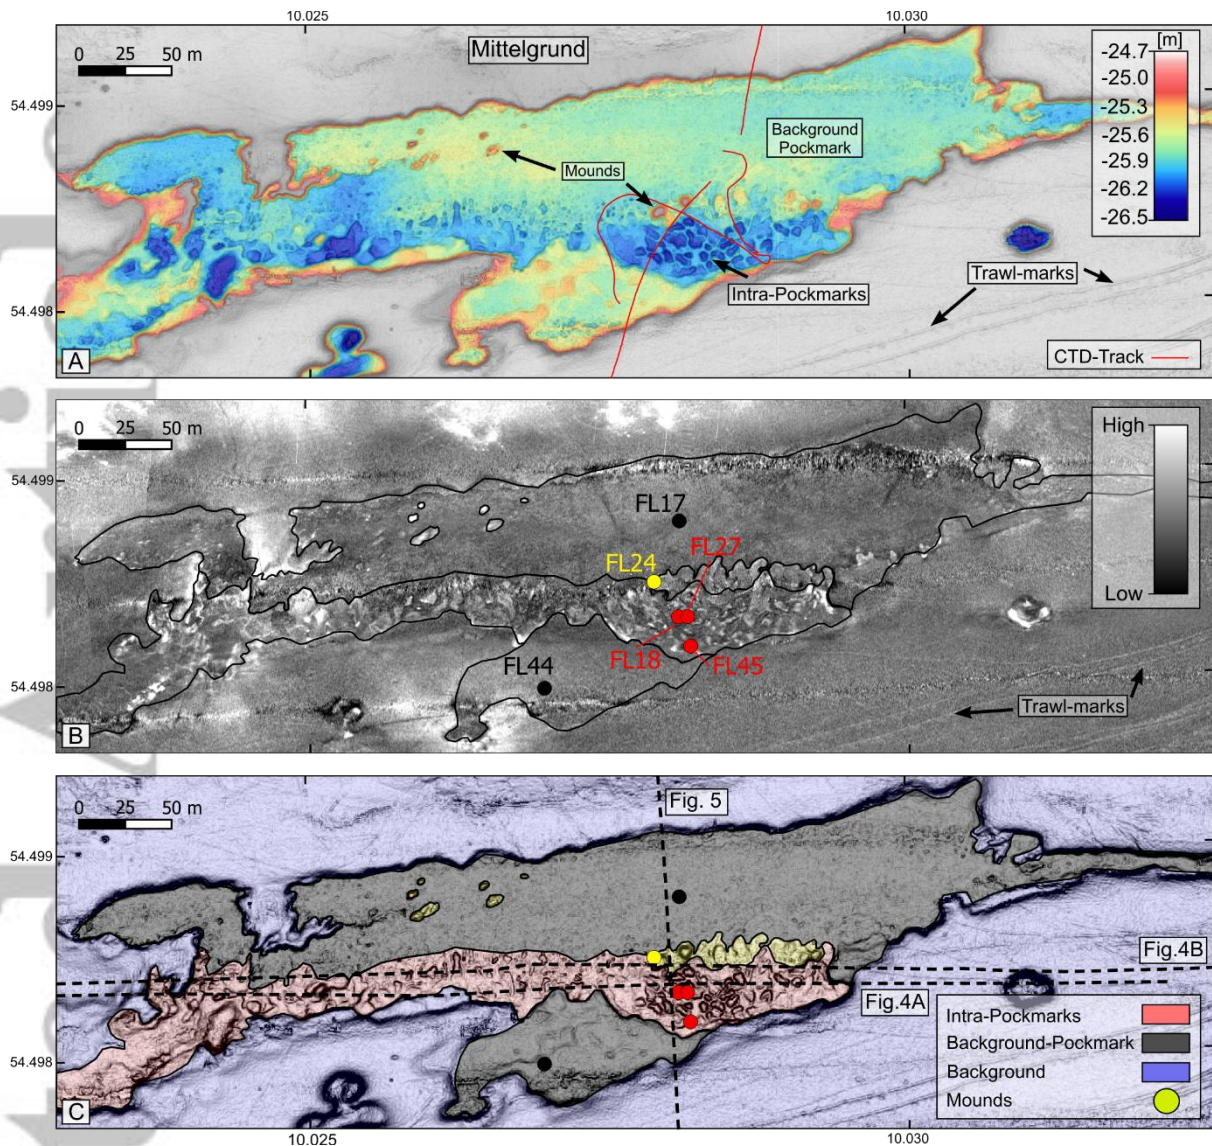 10.025 10.030
0 25 50 m
Mittelgrund
[m]
-24.7
-25.0
-25.3
-25.6
-25.9
-26.2
-26.5
54.499
Background
Pockmark
Mounds
Trawl-marks
Intra-Pockmarks
54.498
A
CTD-Track
0 25 50 m
High
Low
54.499
FL17
FL27
FL24
FL18
FL45
FL44
54.498
Trawl-marks
B
0 25 50 m
Fig. 5
54.499
Fig.4B
Fig.4A
Intra-Pockmarks
Background-Pockmark
Background
Mounds
54.498
C
10.025 10.030